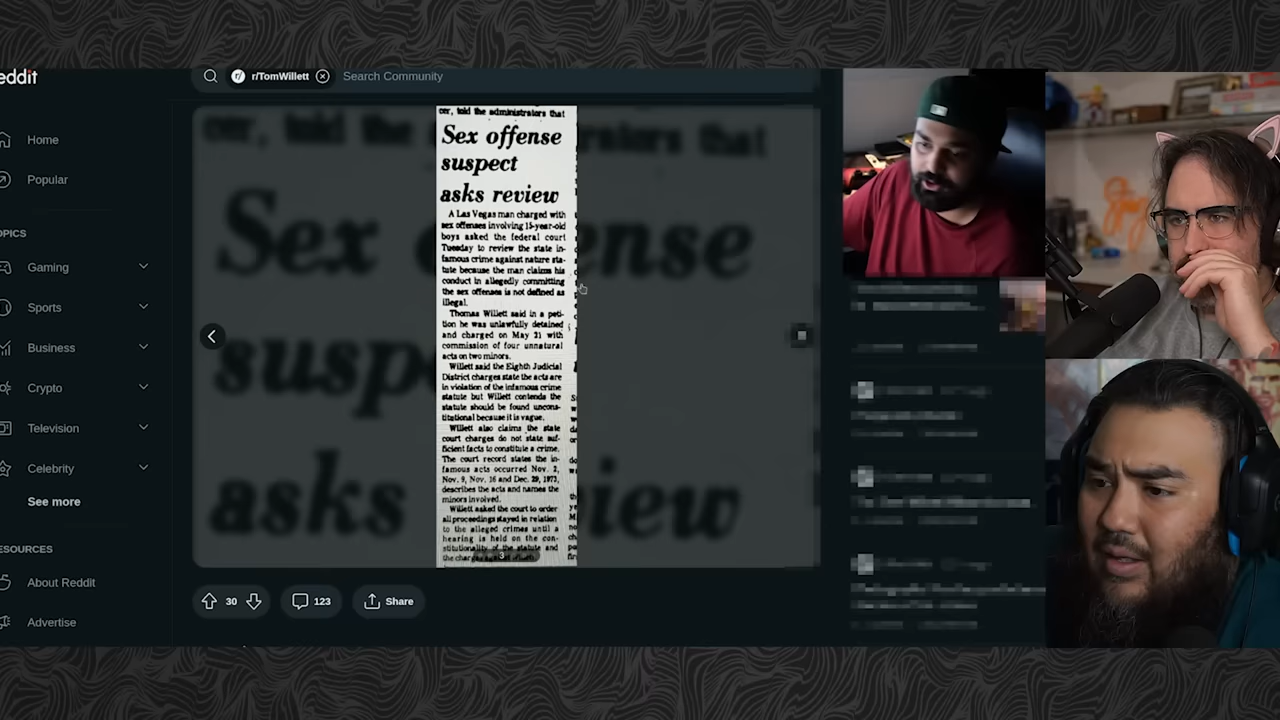 eddit
r/TomWillett
Search Community
Home
Popular
OPICS
Gaming
Sports
Business
Crypto
Television
Celebrity
See more
ESOURCES
About Reddit
Advertise
cer, told the administrators that
Sex offense
suspect
asks review
A Las Vegas man charged with
sex offenses involving 15-year-old
boys asked the federal court
Tuesday to review the state in-
famous crime against nature sta-
tute because the man claims his
conduct in allegedly committing
the sex offenses is not defined as
illegal.
Thomas Willett said in a peti-
tion he was unlawfully detained
and charged on May 21 with
commission of four unnatural
acts on two minors.
Willett said the Eighth Judicial
District charges state the acts are
in violation of the infamous crime
statute but Willett contends the
statute should be found uncons-
titutional because it is vague.
Willett also claims the state
court charges do not state suf-
ficient facts to constitute a crime.
The court record states the in-
famous acts occurred Nov. 2,
Nov. 9, Nov. 16 and Dec. 29, 1973,
describes the acts and names the
minors involved.
Willett asked the court to order
all proceedings stayed in relation
to the alleged crimes until a
hearing is held on the con-
stitutionality of the statute and
the charges
30
123
Share